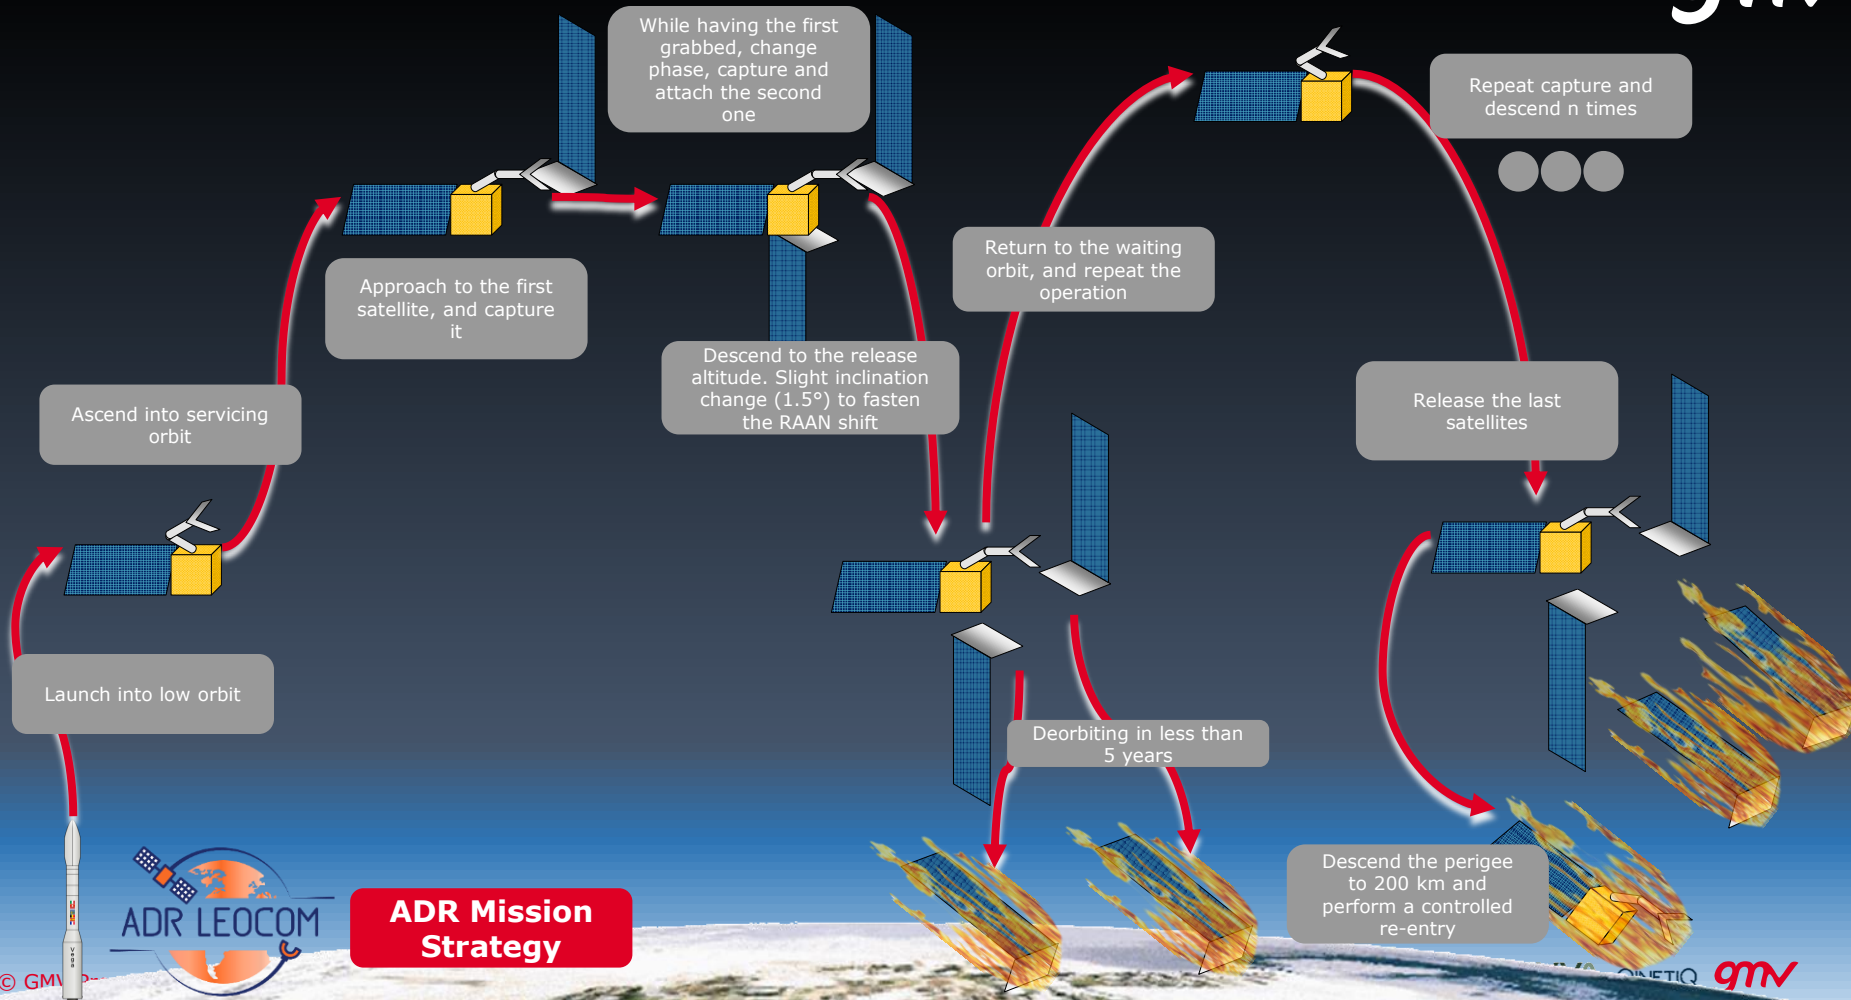 gmv
While having the first
grabbed, change
phase, capture and
attach the second
one
Repeat capture and
descend n times
Return to the waiting
orbit, and repeat the
operation
Approach to the first
satellite, and capture
it
Descend to the release
altitude. Slight inclination
change (1.5°) to fasten
the RAAN shift
Ascend into servicing
orbit
Release the last
satellites
Launch into low orbit
Deorbiting in less than
5 years
Descend the perigee
to 200 km and
perform a controlled
re-entry
ADR LEOCOM
ADR Mission
Strategy
vega
© GMV
QINETIQ
gmv